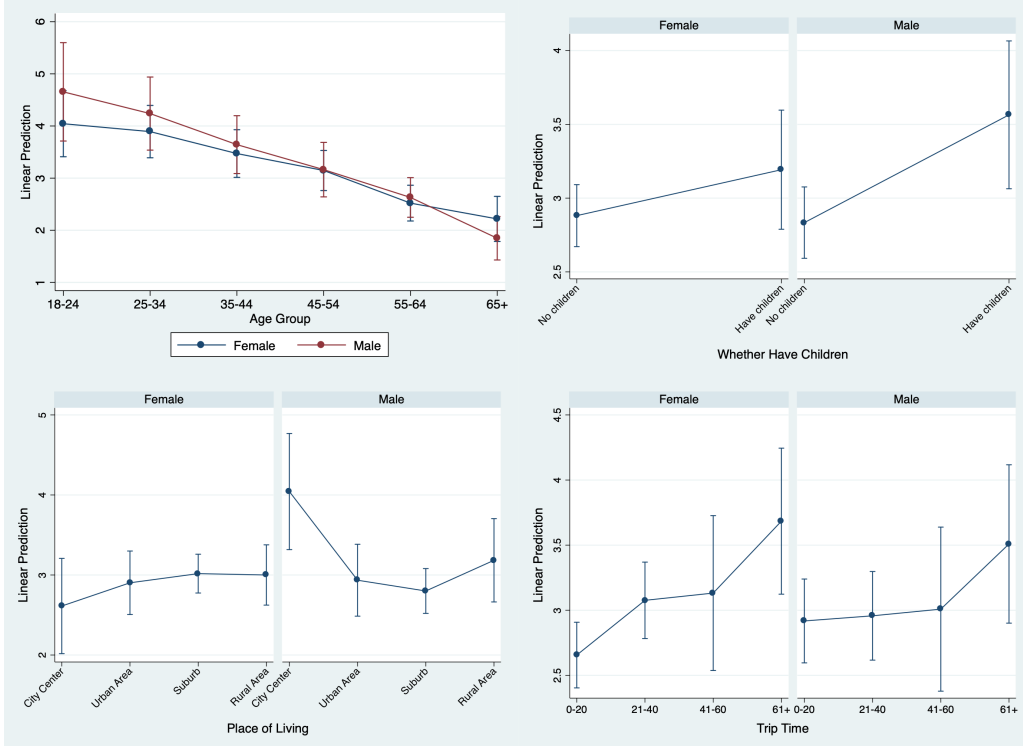 6
5
4
3
2
1
Linear Prediction
18-24 25-34 35-44 45-54 55-64 65+
Age Group
Female Male
Female Male
4
3.5
3
2.5
Linear Prediction
No children Have children No children Have children
Whether Have Children
Female Male
5
4
3
2
Linear Prediction
City Center Urban Area Suburb Rural Area City Center Urban Area Suburb Rural Area
Place of Living
Female Male
4.5
4
3.5
3
2.5
Linear Prediction
0-20 21-40 41-60 61+ 0-20 21-40 41-60 61+
Trip Time